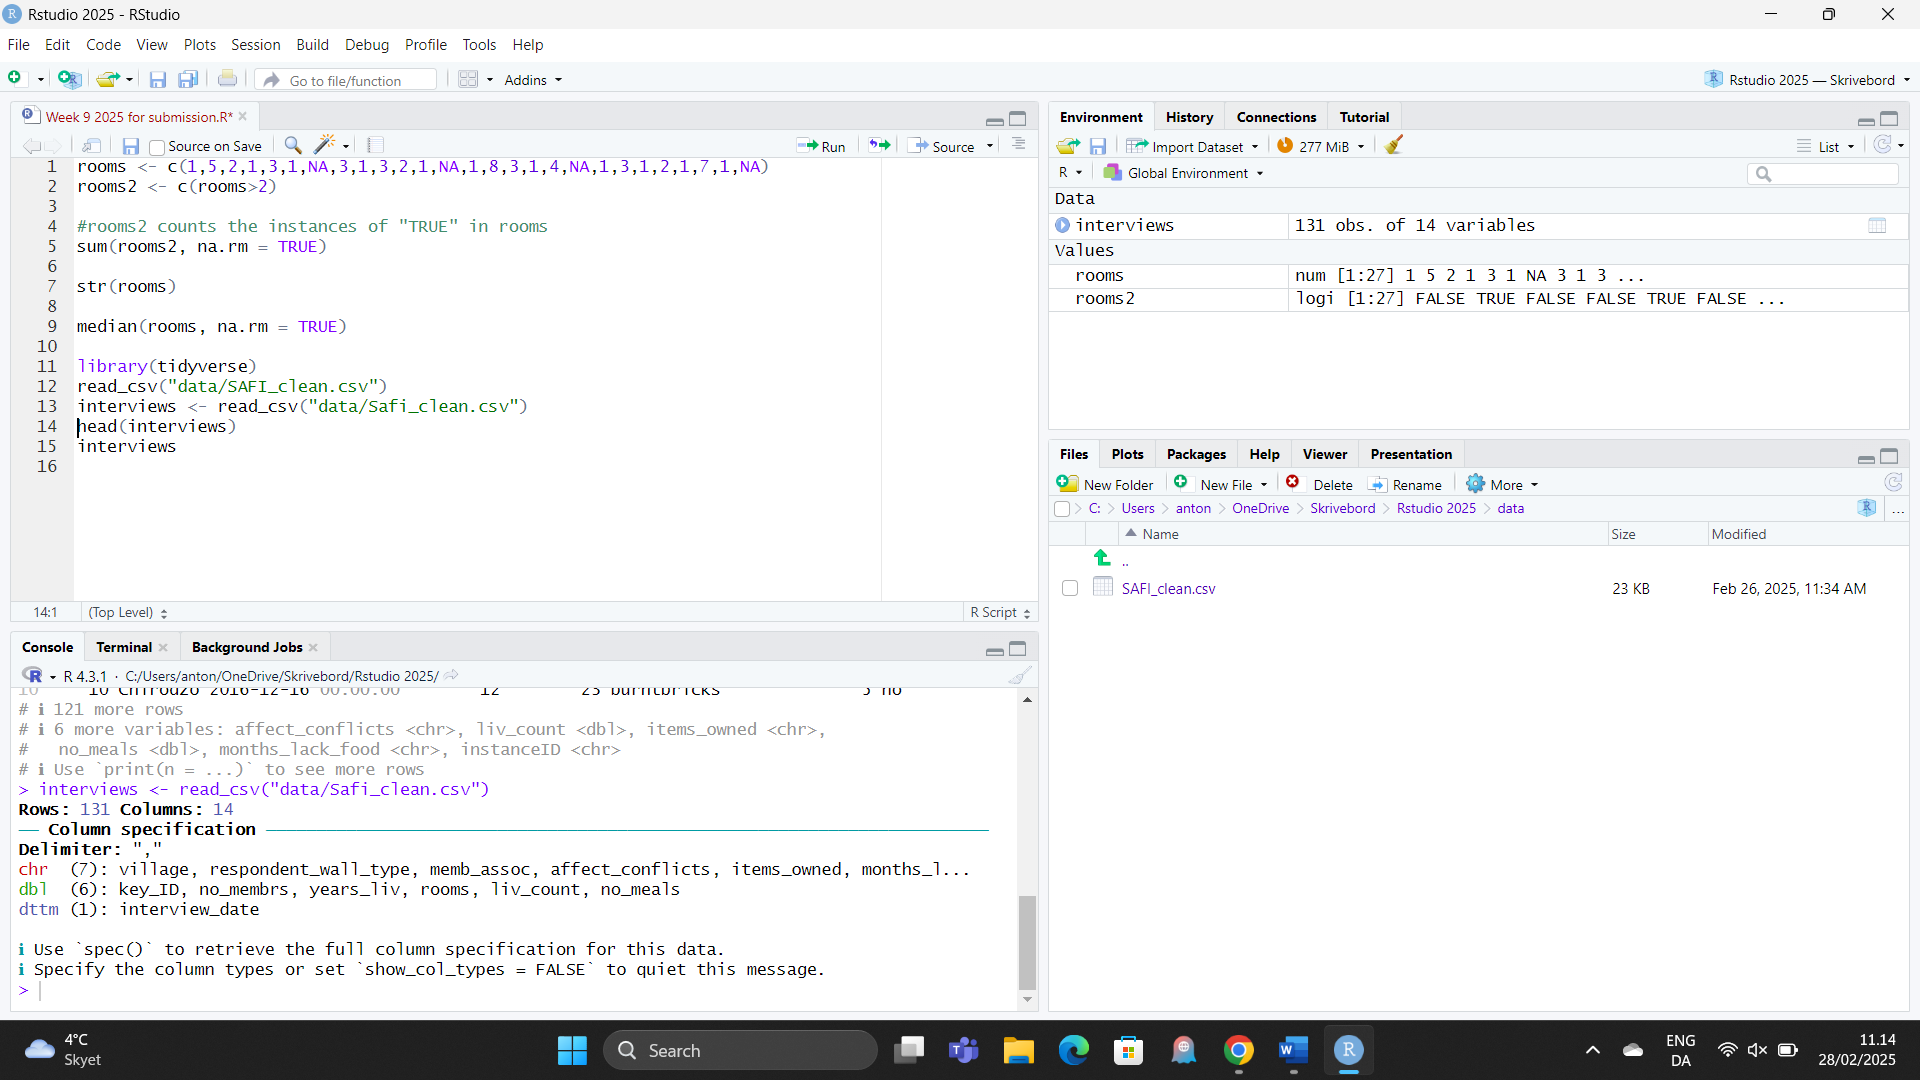 Rstudio 2025 - RStudio
File Edit Code View Plots Session Build Debug Profile Tools Help
Go to file/function Addins Rstudio 2025 — Skrivebord
Week 9 2025 for submission.R*
Source on Save Run Source
1 rooms <- c(1,5,2,1,3,1,NA,3,1,3,2,1,NA,1,8,3,1,4,NA,1,3,1,2,1,7,1,NA)
2 rooms2 <- c(rooms>2)
3
4 #rooms2 counts the instances of "TRUE" in rooms
5 sum(rooms2, na.rm = TRUE)
6
7 str(rooms)
8
9 median(rooms, na.rm = TRUE)
10
11 library(tidyverse)
12 read_csv("data/SAFI_clean.csv")
13 interviews <- read_csv("data/Safi_clean.csv")
14 head(interviews)
15 interviews
16
14:1 (Top Level) R Script
Console Terminal Background Jobs
R 4.3.1 · C:/Users/anton/OneDrive/Skrivebord/Rstudio 2025/
10 10 Chirodzo 2016-12-16 00:00:00 12 23 burntbricks 5 no
# ℹ 121 more rows
# ℹ 6 more variables: affect_conflicts <chr>, liv_count <dbl>, items_owned <chr>,
# no_meals <dbl>, months_lack_food <chr>, instanceID <chr>
# ℹ Use `print(n = ...)` to see more rows
> interviews <- read_csv("data/Safi_clean.csv")
Rows: 131 Columns: 14
── Column specification ──
Delimiter: ","
chr (7): village, respondent_wall_type, memb_assoc, affect_conflicts, items_owned, months_l...
dbl (6): key_ID, no_membrs, years_liv, rooms, liv_count, no_meals
dttm (1): interview_date
ℹ Use `spec()` to retrieve the full column specification for this data.
ℹ Specify the column types or set `show_col_types = FALSE` to quiet this message.
>
Environment History Connections Tutorial
Import Dataset 277 MiB List
R Global Environment
Data
interviews 131 obs. of 14 variables
Values
rooms num [1:27] 1 5 2 1 3 1 NA 3 1 3 ...
rooms2 logi [1:27] FALSE TRUE FALSE FALSE TRUE FALSE ...
Files Plots Packages Help Viewer Presentation
New Folder New File Delete Rename More
C: Users anton OneDrive Skrivebord Rstudio 2025 data
...
Name Size Modified
..
SAFI_clean.csv 23 KB Feb 26, 2025, 11:34 AM
4°C
Skyet
Search
ENG
DA
11.14
28/02/2025